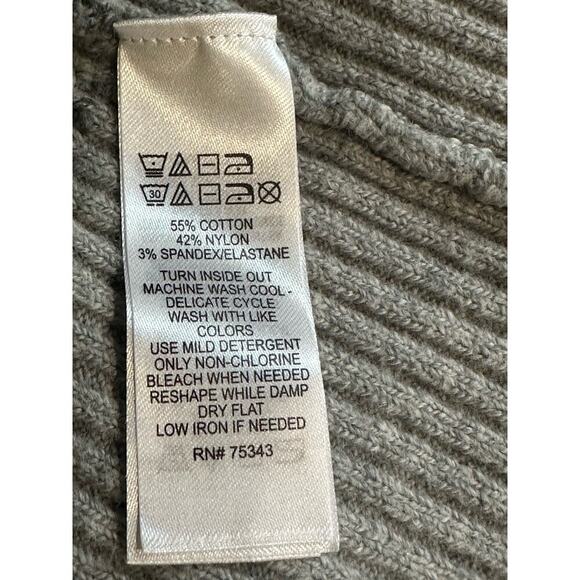 30
55% COTTON
42% NYLON
3% SPANDEX/ELASTANE
TURN INSIDE OUT
MACHINE WASH COOL -
DELICATE CYCLE
WASH WITH LIKE
COLORS
USE MILD DETERGENT
ONLY NON-CHLORINE
BLEACH WHEN NEEDED
RESHAPE WHILE DAMP
DRY FLAT
LOW IRON IF NEEDED
RN# 75343